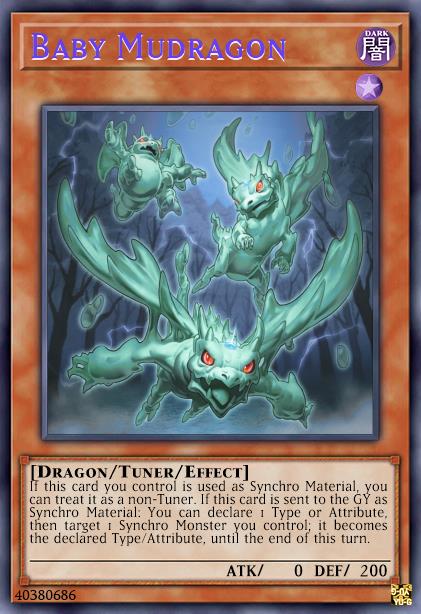 BABY MUDRAGON
DARK
闇
[DRAGON/TUNER/EFFECT]
If this card you control is used as Synchro Material, you
can treat it as a non-Tuner. If this card is sent to the GY as
Synchro Material: You can declare 1 Type or Attribute,
then target 1 Synchro Monster you control; it becomes
the declared Type/Attribute, until the end of this turn.
ATK/ 0 DEF/ 200
40380686